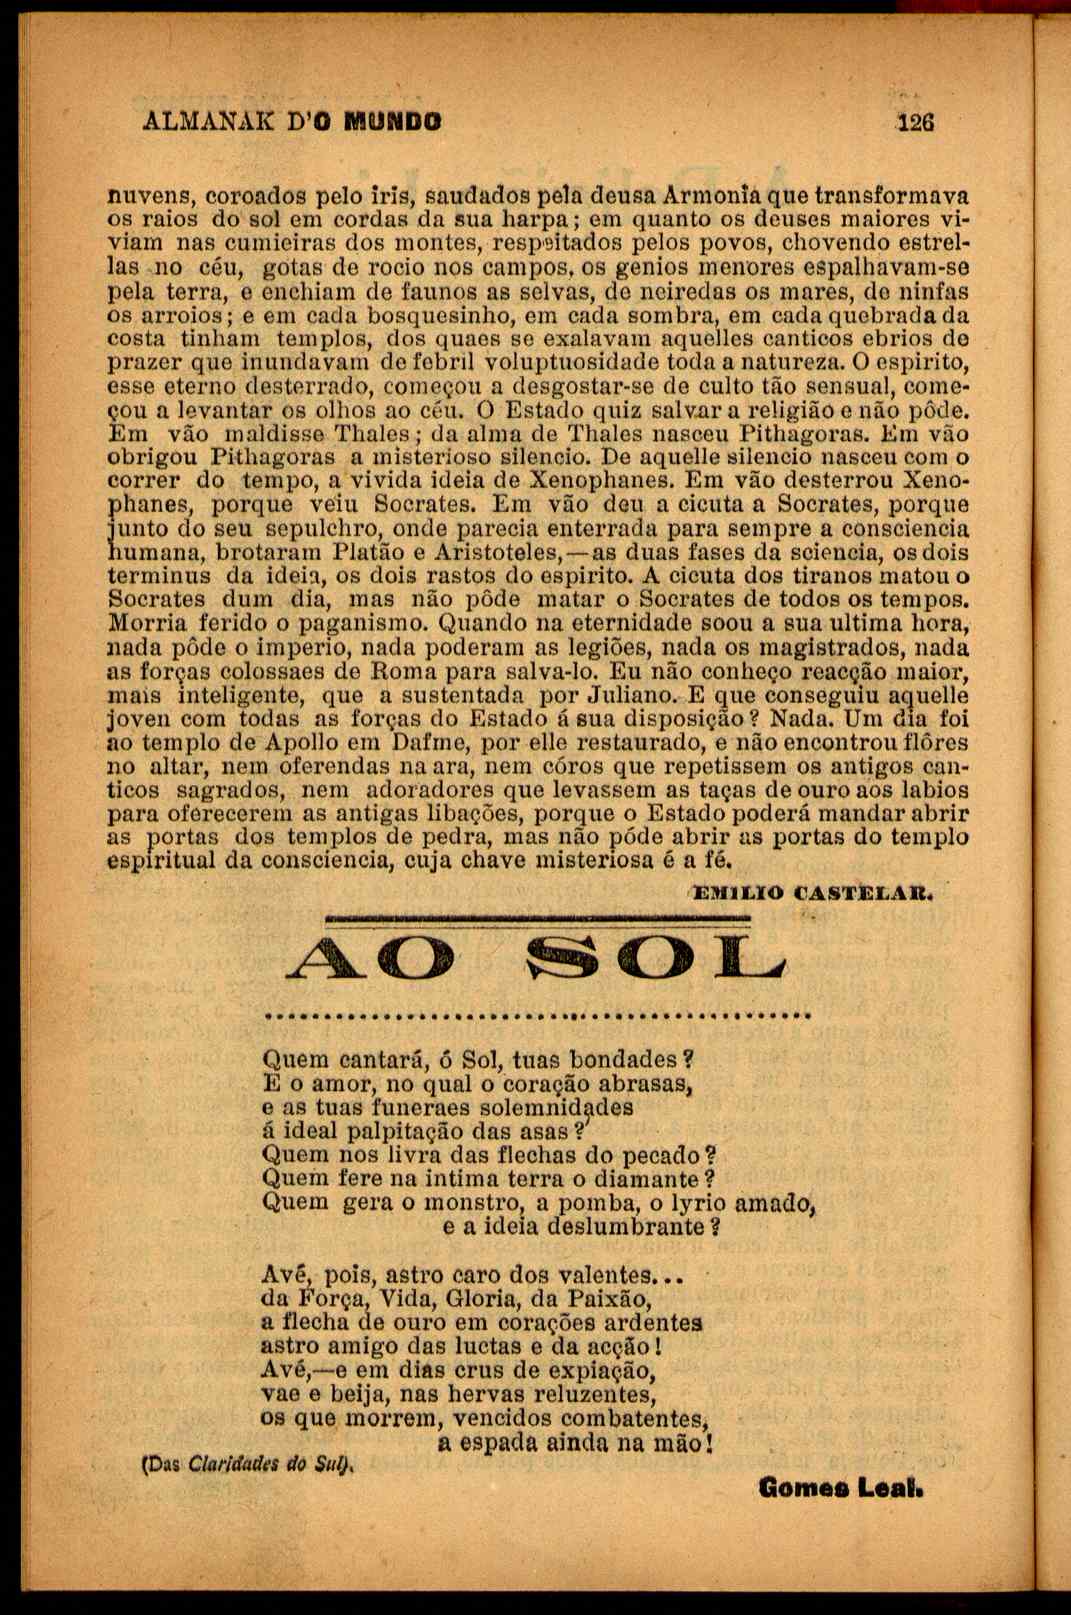 ALMANAK D'O MUNDO 126
nuvens, coroados pelo iris, saudados pela deusa Armonia que transformava
os raios do sol em cordas da sua harpa; em quanto os deuses maiores vi-
viam nas cumieiras dos montes, respeitados pelos povos, chovendo estrel-
las no céu, gotas de rocio nos campos, os genios menores espalhavam-se
pela terra, e enchiam de faunos as selvas, de neiredas os mares, de ninfas
os arroios; e em cada bosquesinho, em cada sombra, em cada quebrada da
costa tinham templos, dos quaes se exalavam aquelles canticos ebrios de
prazer que inundavam de febril voluptuosidade toda a natureza. O espirito,
esse eterno desterrado, começou a desgostar-se de culto tão sensual, come-
çou a levantar os olhos ao céu. O Estado quiz salvar a religião e não pôde.
Em vão maldisse Thales; da alma de Thales nasceu Pithagoras. Em vão
obrigou Pithagoras a misterioso silencio. De aquelle silencio nasceu com o
correr do tempo, a vivida ideia de Xenophanes. Em vão desterrou Xeno-
phanes, porque veiu Socrates. Em vão deu a cicuta a Socrates, porque
junto do seu sepulchro, onde parecia enterrada para sempre a consciencia
humana, brotaram Platão e Aristoteles,—as duas fases da sciencia, os dois
terminus da ideia, os dois rastos do espirito. A cicuta dos tiranos matou o
Socrates dum dia, mas não pôde matar o Socrates de todos os tempos.
Morria ferido o paganismo. Quando na eternidade soou a sua ultima hora,
nada pôde o imperio, nada poderam as legiões, nada os magistrados, nada
as forças colossaes de Roma para salva-lo. Eu não conheço reacção maior,
mais inteligente, que a sustentada por Juliano. E que conseguiu aquelle
joven com todas as forças do Estado á sua disposição? Nada. Um dia foi
ao templo de Apollo em Dafme, por elle restaurado, e não encontrou flôres
no altar, nem oferendas na ara, nem córos que repetissem os antigos can-
ticos sagrados, nem adoradores que levassem as taças de ouro aos labios
para oferecerem as antigas libações, porque o Estado poderá mandar abrir
as portas dos templos de pedra, mas não póde abrir as portas do templo
espiritual da consciencia, cuja chave misteriosa é a fé.
EMILIO CASTELAR.
AO SOL
Quem cantará, ó Sol, tuas bondades?
E o amor, no qual o coração abrasas,
e as tuas funeraes solemnidades
á ideal palpitação das asas?
Quem nos livra das flechas do pecado?
Quem fere na intima terra o diamante?
Quem gera o monstro, a pomba, o lyrio amado,
e a ideia deslumbrante?
Avé, pois, astro caro dos valentes...
da Força, Vida, Gloria, da Paixão,
a flecha de ouro em corações ardentes
astro amigo das luctas e da acção!
Avé,—e em dias crus de expiação,
vae e beija, nas hervas reluzentes,
os que morrem, vencidos combatentes,
a espada ainda na mão!
(Das Claridades do Sul).
Gomes Leal.